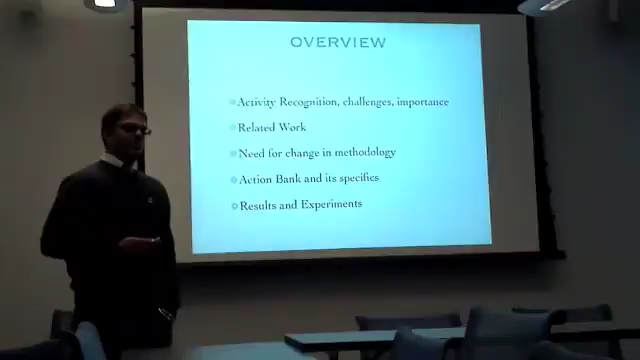 OVERVIEW
Activity Recognition, challenges, importance
Related Work
Need for change in methodology
Action Bank and its specifics
Results and Experiments